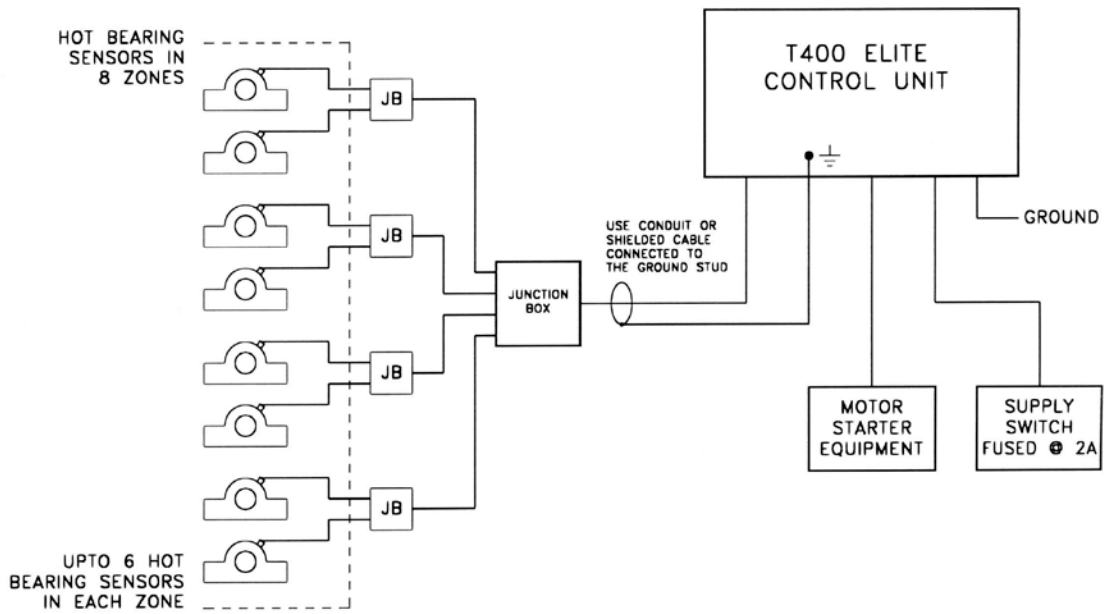 HOT BEARING
SENSORS IN
8 ZONES
JB
JB
JB
JB
UPTO 6 HOT
BEARING SENSORS
IN EACH ZONE
JUNCTION
BOX
USE CONDUIT OR
SHIELDED CABLE
CONNECTED TO
THE GROUND STUD
T400 ELITE
CONTROL UNIT
GROUND
MOTOR
STARTER
EQUIPMENT
SUPPLY
SWITCH
FUSED @ 2A